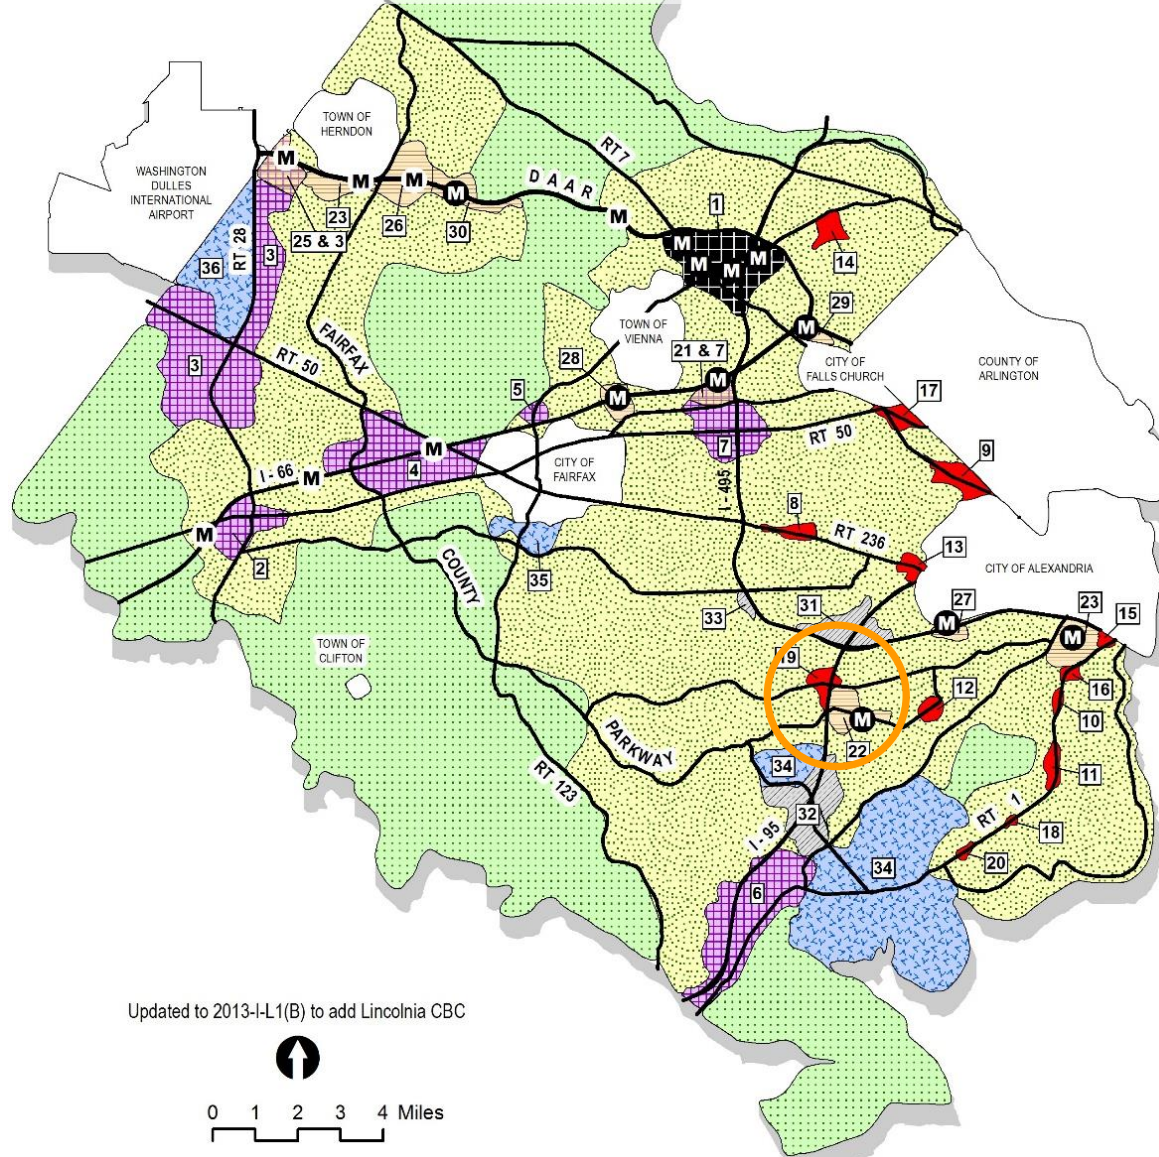 TOWN OF
HERNDON
RT 7
WASHINGTON
DULLES
INTERNATIONAL
AIRPORT
M
M
M
M
DAAR
M
1
23
26
30
25 & 3
RT 28
3
36
M
M
M
M
14
29
M
TOWN OF
VIENNA
FAIRFAX
RT 50
3
28
21 & 7
CITY OF
FALLS CHURCH
COUNTY OF
ARLINGTON
M
M
5
17
RT 50
7
9
M
4
I - 66
M
CITY OF
FAIRFAX
I - 495
8
RT 236
13
M
2
COUNTY
35
CITY OF ALEXANDRIA
33
31
27
23
15
M
M
TOWN OF
CLIFTON
19
12
16
10
M
22
PARKWAY
34
11
RT 123
32
RT 1
18
I - 95
20
34
6
Updated to 2013-I-L1(B) to add Lincolnia CBC
0 1 2 3 4 Miles